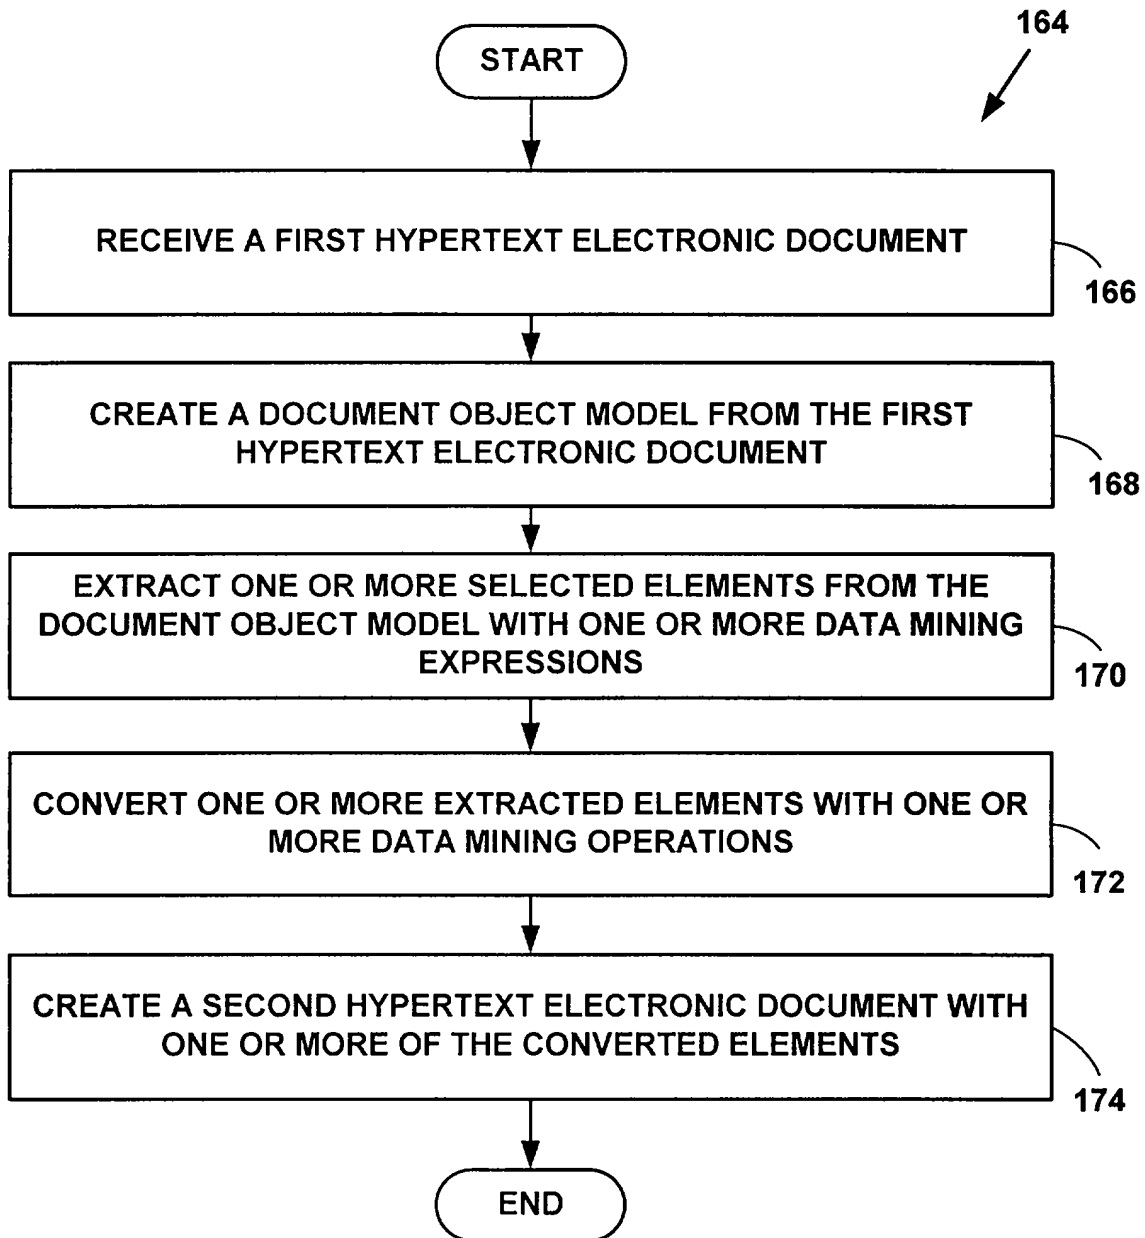 164
START
RECEIVE A FIRST HYPERTEXT ELECTRONIC DOCUMENT
166
CREATE A DOCUMENT OBJECT MODEL FROM THE FIRST
HYPERTEXT ELECTRONIC DOCUMENT
168
EXTRACT ONE OR MORE SELECTED ELEMENTS FROM THE
DOCUMENT OBJECT MODEL WITH ONE OR MORE DATA MINING
EXPRESSIONS
170
CONVERT ONE OR MORE EXTRACTED ELEMENTS WITH ONE OR
MORE DATA MINING OPERATIONS
172
CREATE A SECOND HYPERTEXT ELECTRONIC DOCUMENT WITH
ONE OR MORE OF THE CONVERTED ELEMENTS
174
END